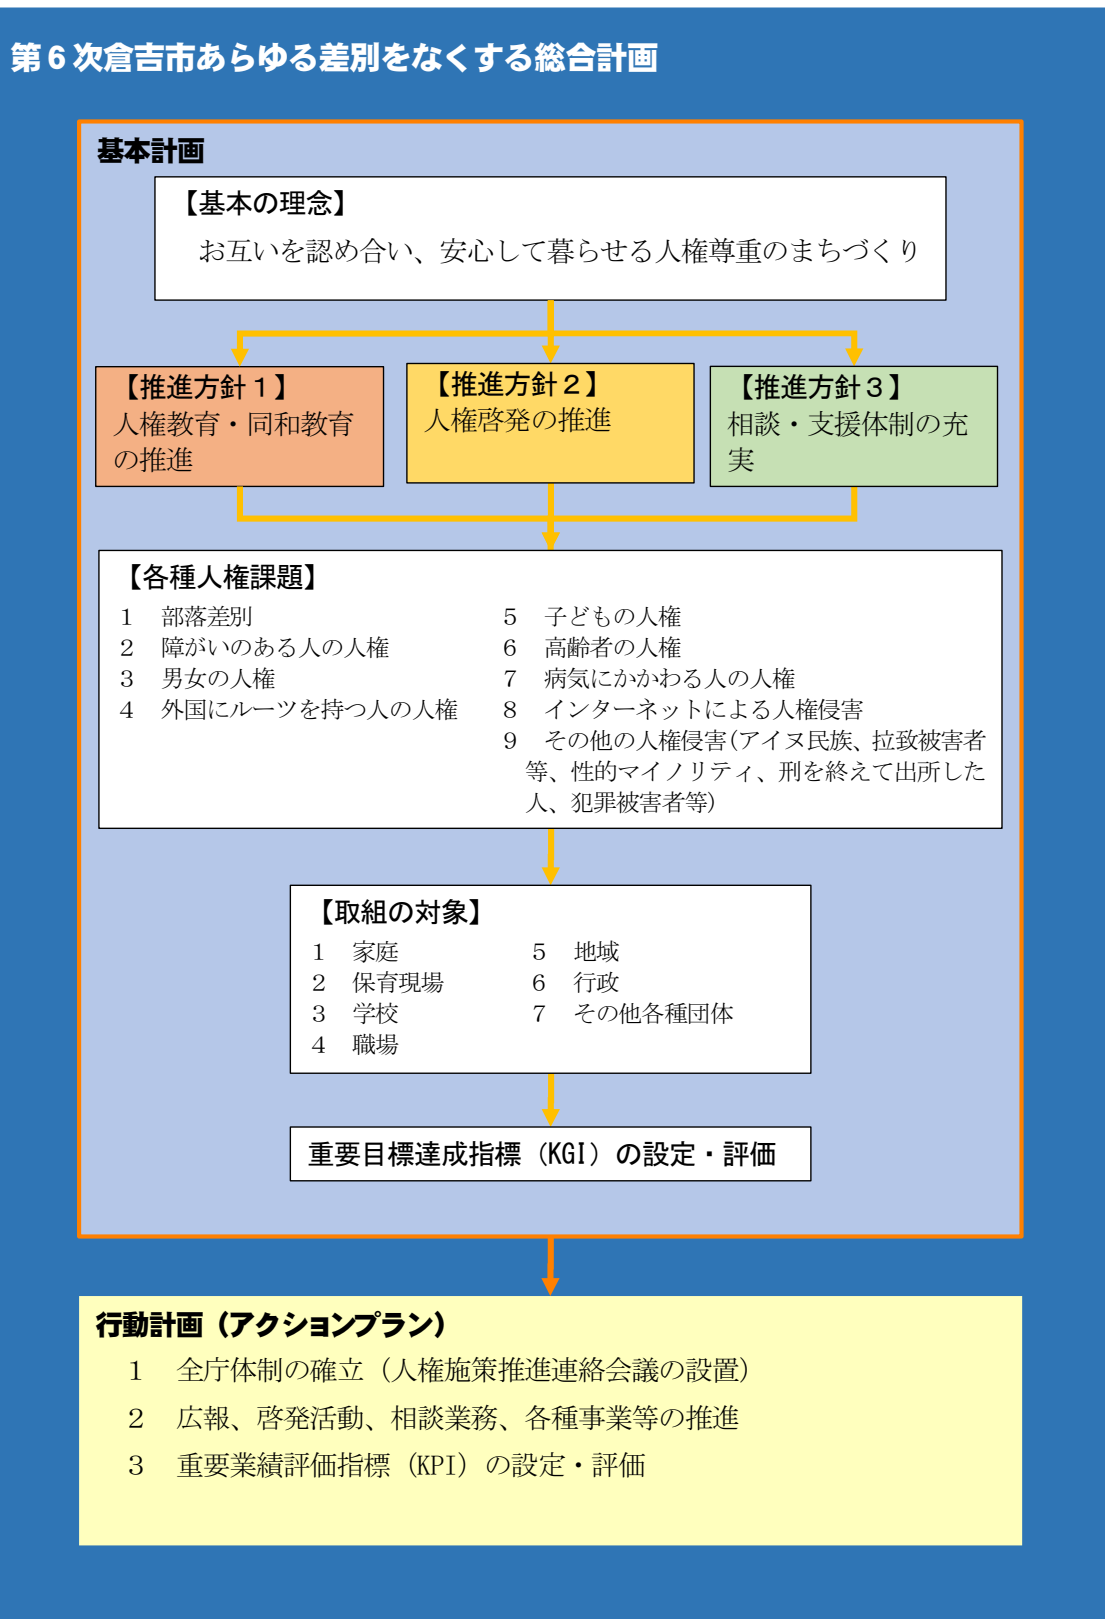 第6次倉吉市あらゆる差別をなくする総合計画
基本計画
【基本の理念】
お互いを認め合い、安心して暮らせる人権尊重のまちづくり
【推進方針1】
人権教育・同和教育
の推進
【推進方針2】
人権啓発の推進
【推進方針3】
相談・支援体制の充
実
【各種人権課題】
1 部落差別
2 障がいのある人の人権
3 男女の人権
4 外国にルーツを持つ人の人権
5 子どもの人権
6 高齢者の人権
7 病気にかかわる人の人権
8 インターネットによる人権侵害
9 その他の人権侵害(アイヌ民族、拉致被害者
等、性的マイノリティ、刑を終えて出所した
人、犯罪被害者等)
【取組の対象】
1 家庭
2 保育現場
3 学校
4 職場
5 地域
6 行政
7 その他各種団体
重要目標達成指標(KGI)の設定・評価
行動計画(アクションプラン)
1 全庁体制の確立(人権施策推進連絡会議の設置)
2 広報、啓発活動、相談業務、各種事業等の推進
3 重要業績評価指標(KPI)の設定・評価